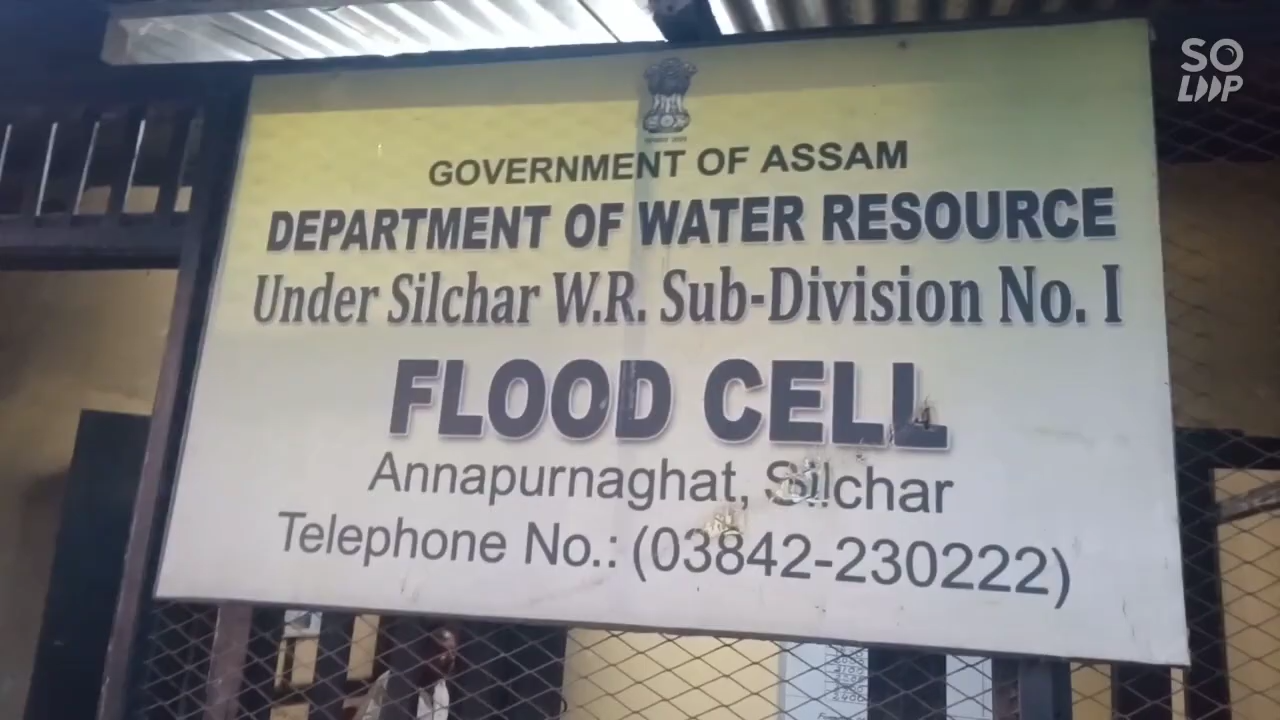 SO
LOOP
GOVERNMENT OF ASSAM
DEPARTMENT OF WATER RESOURCE
Under Silchar W.R. Sub-Division No. I
FLOOD CELL
Annapurnaghat, Silchar
Telephone No.: (03842-230222)